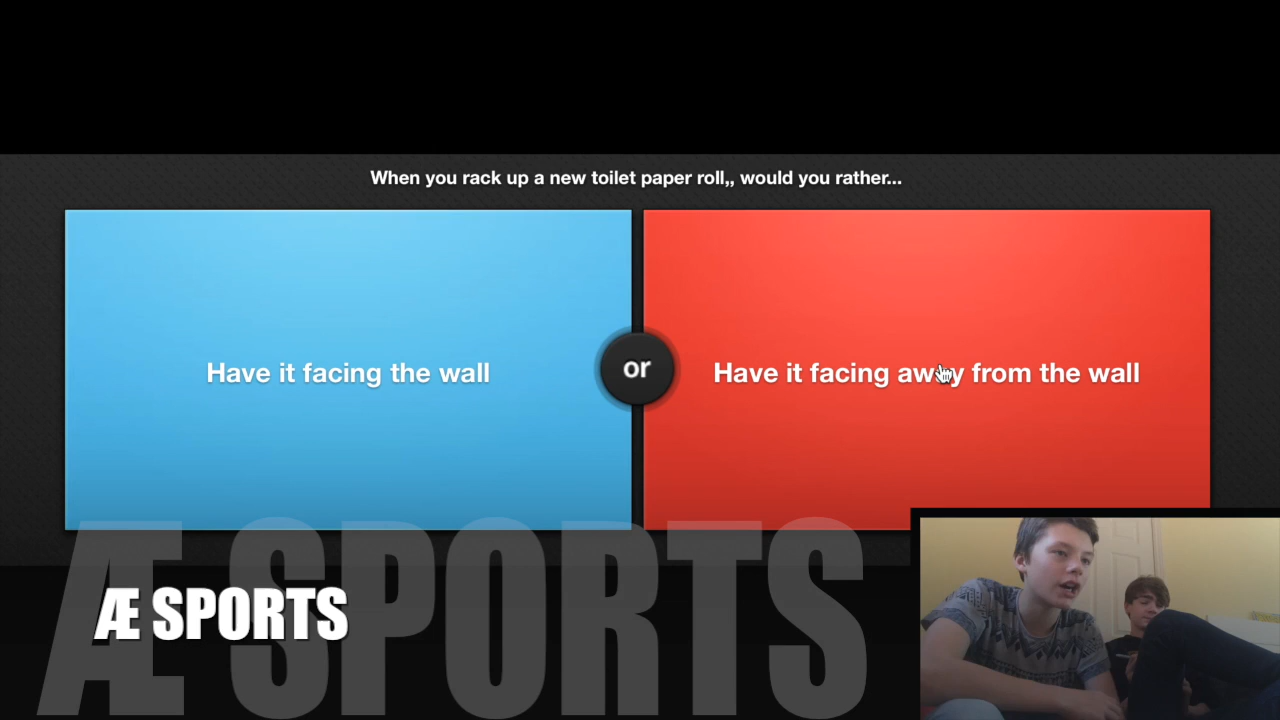 When you rack up a new toilet paper roll,, would you rather...
Have it facing the wall
or
Have it facing away from the wall
Æ SPORTS
Æ SPORTS